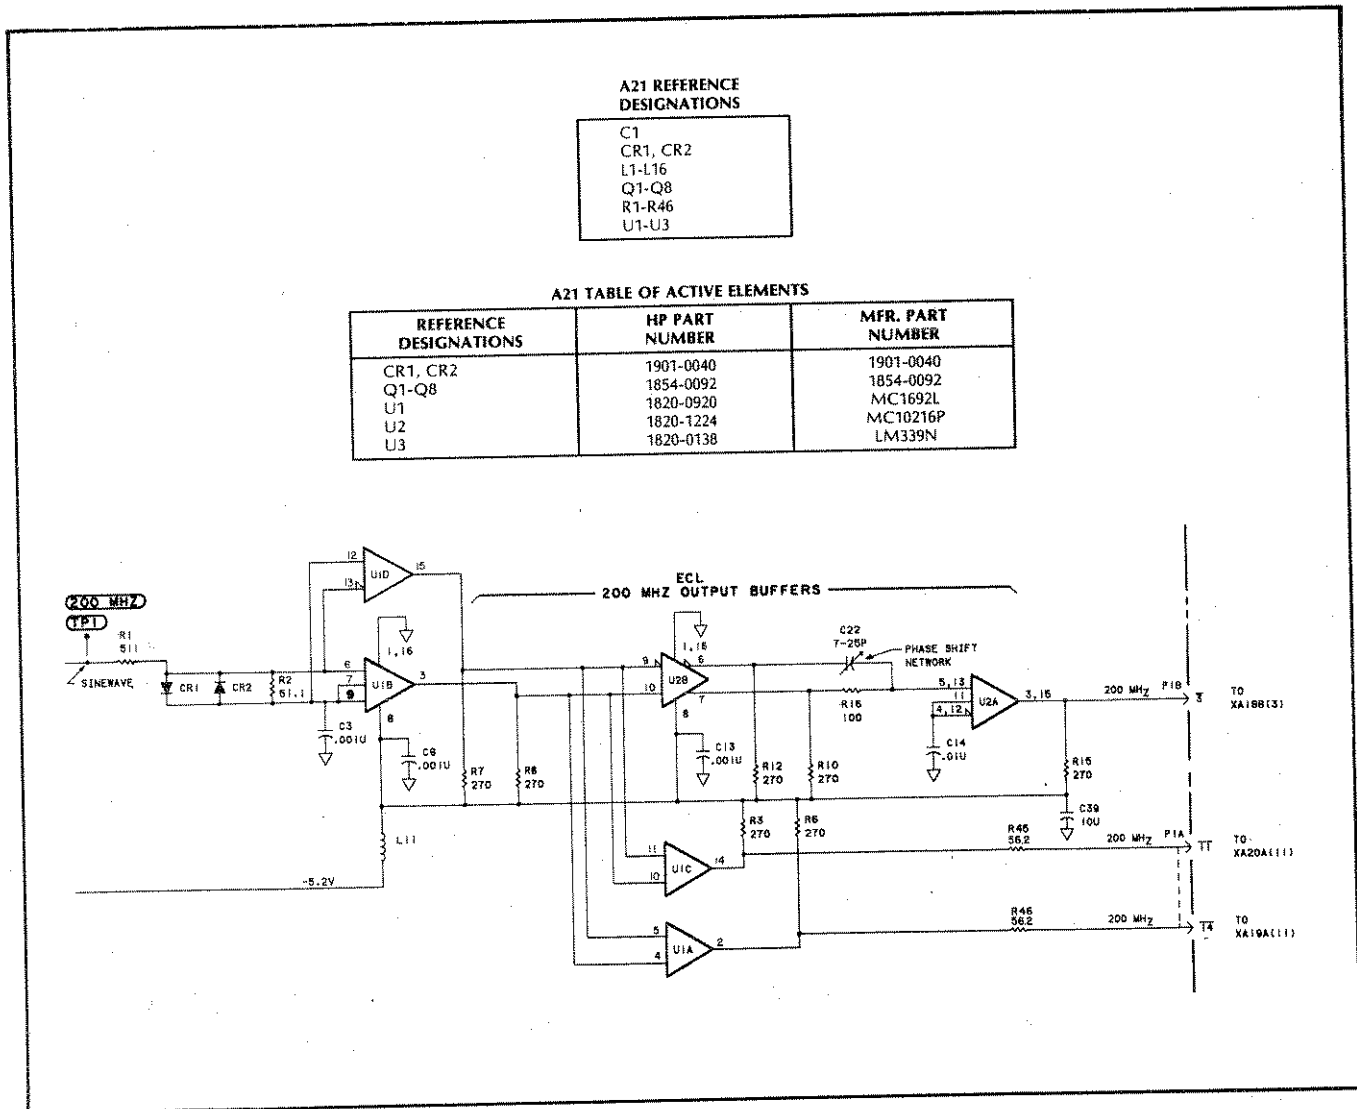 A21 REFERENCE
DESIGNATIONS
C1
CR1, CR2
L1-L16
Q1-Q8
R1-R46
U1-U3
A21 TABLE OF ACTIVE ELEMENTS
REFERENCE DESIGNATIONS HP PART NUMBER MFR. PART NUMBER
CR1, CR2 1901-0040 1901-0040
Q1-Q8 1854-0092 1854-0092
U1 1820-0920 MC1692L
U2 1820-1224 MC10216P
U3 1820-0138 LM339N
ECL
200 MHZ OUTPUT BUFFERS
200 MHZ
TP1
SINEWAVE
R1
511
CR1
CR2
R2
51.1
12
13
U1D
15
1,16
6
7
9
U1B
3
8
C3
.001U
C6
.001U
L11
-5.2V
R7
270
R8
270
9
10
U2B
1,16
6
7
8
C13
.001U
R12
270
R10
270
C22
7-25P
PHASE SHIFT
NETWORK
R16
100
5,13
11
4,12
U2A
3,15
C14
.01U
R15
270
C39
10U
200 MHZ
P1B
3
TO
XA18B(3)
R3
270
R6
270
11
10
U1C
14
R45
56.2
200 MHZ
P1A
11
TO
XA20A(11)
5
4
U1A
2
R46
56.2
200 MHZ
14
TO
XA19A(11)